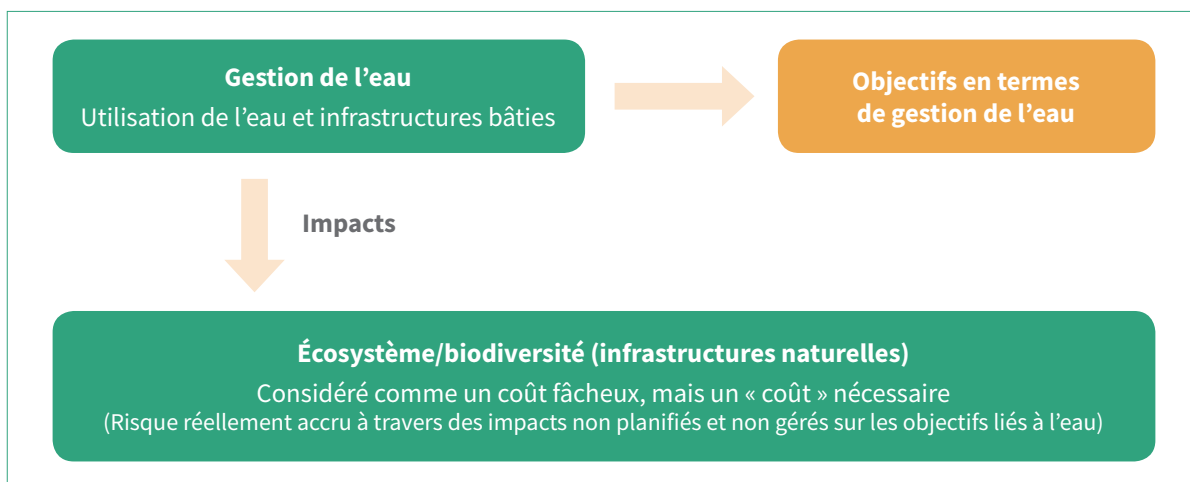 Gestion de l’eau
Utilisation de l’eau et infrastructures bâties
Objectifs en termes
de gestion de l’eau
Impacts
Écosystème/biodiversité (infrastructures naturelles)
Considéré comme un coût fâcheux, mais un « coût » nécessaire
(Risque réellement accru à travers des impacts non planifiés et non gérés sur les objectifs liés à l’eau)